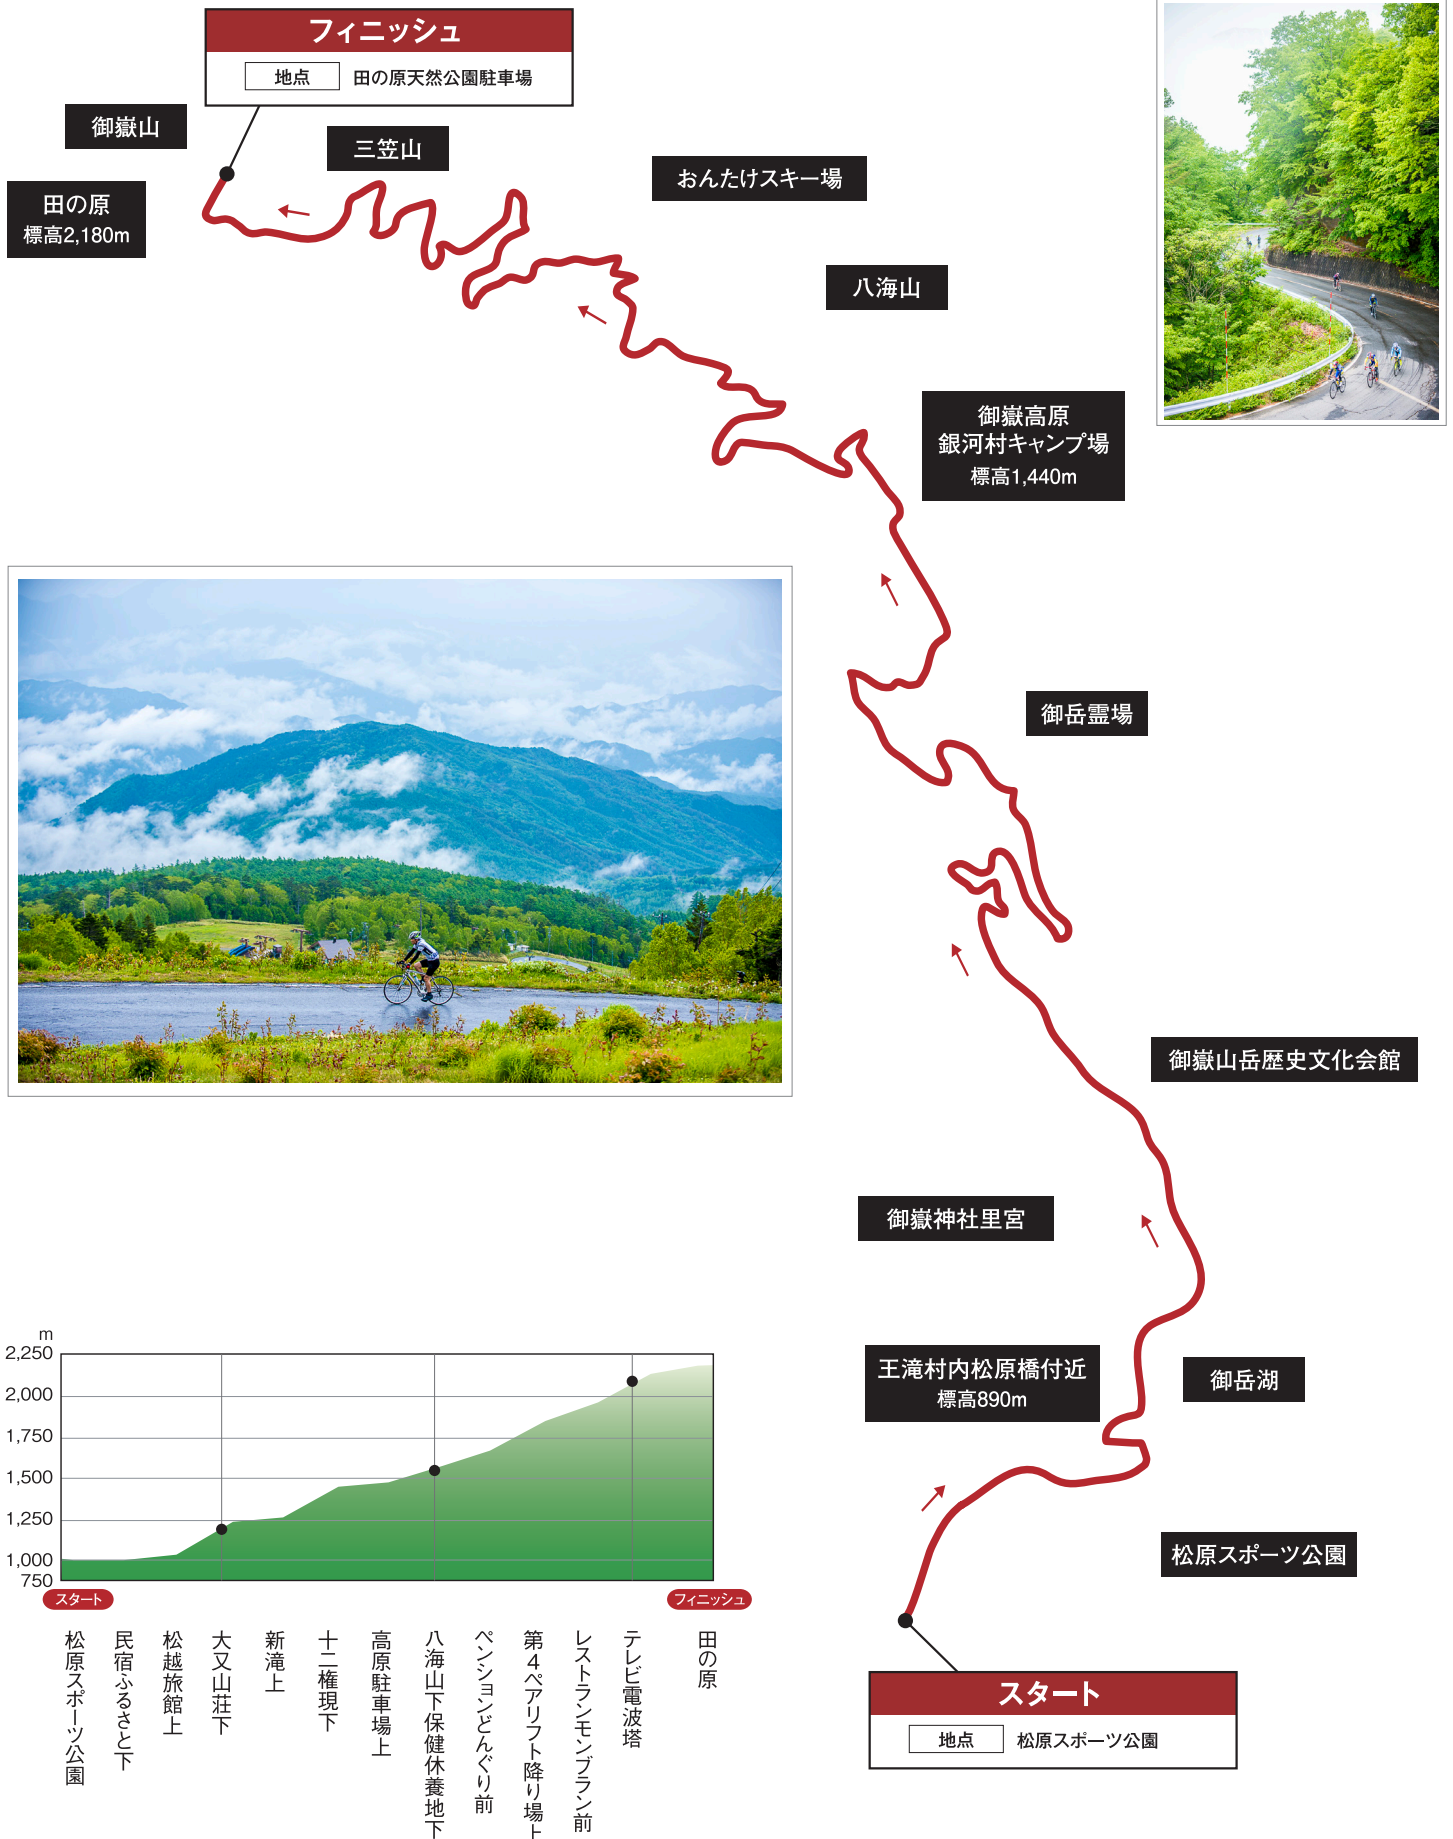 フィニッシュ
地点 田の原天然公園駐車場
御嶽山
三笠山
おんたけスキー場
田の原
標高2,180m
八海山
御嶽高原
銀河村キャンプ場
標高1,440m
御岳霊場
御嶽山岳歴史文化会館
御嶽神社里宮
王滝村内松原橋付近
標高890m
御岳湖
松原スポーツ公園
スタート
地点 松原スポーツ公園
m
2,250
2,000
1,750
1,500
1,250
1,000
750
スタート
フィニッシュ
松原スポーツ公園
民宿ふるさと下
松越旅館上
大又山荘下
新滝上
十二権現下
高原駐車場上
八海山下保健休養地下
ペンションどんぐり前
第4ペアリフト降り場上
レストランモンブラン前
テレビ電波塔
田の原